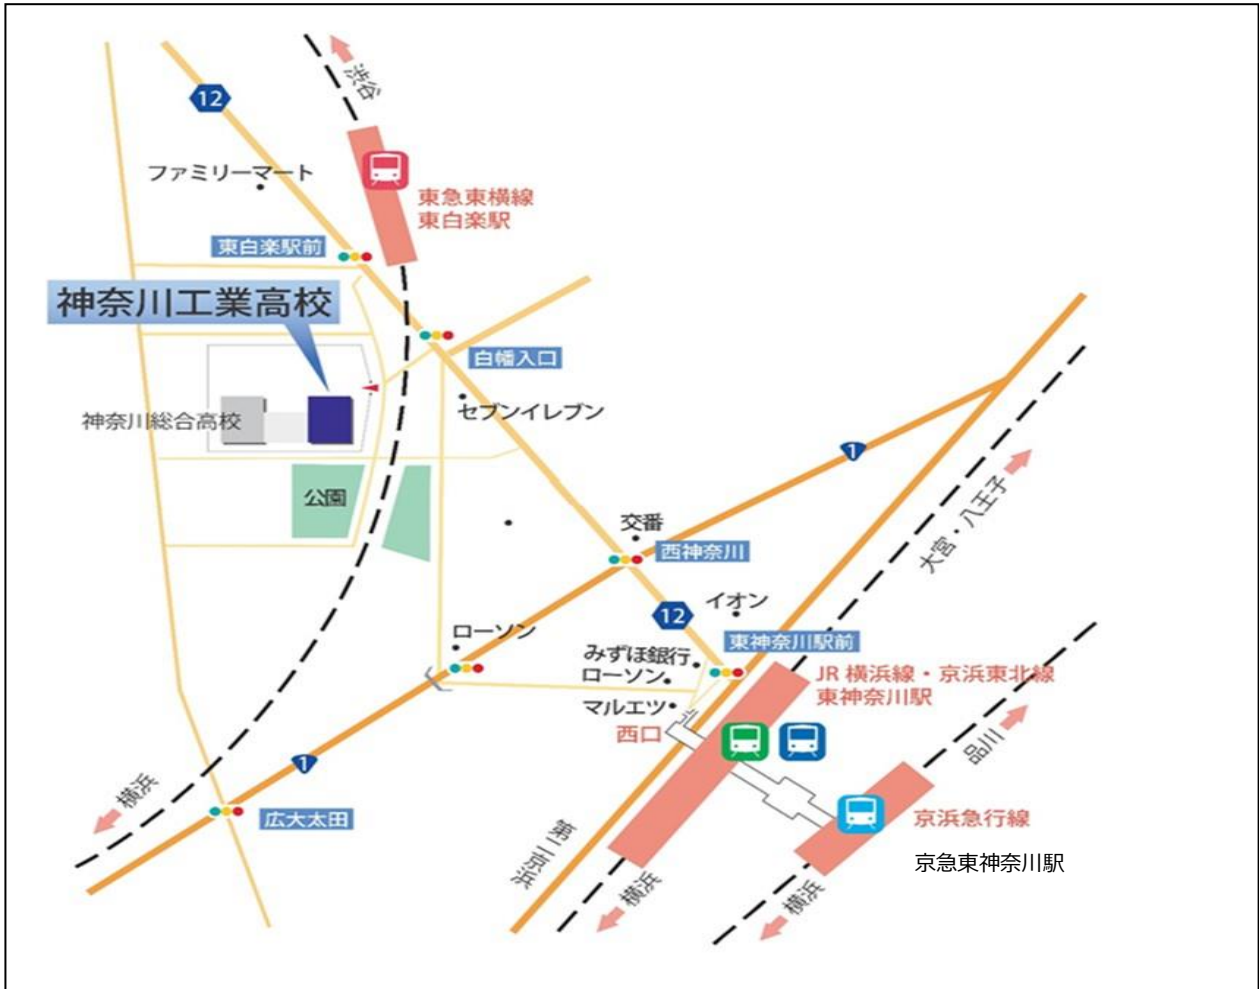 渋谷
12
ファミリーマート
東急東横線
東白楽駅
東白楽駅前
神奈川工業高校
白幡入口
セブンイレブン
神奈川総合高校
1
公園
大宮・八王子
交番
西神奈川
12
イオン
ローソン
東神奈川駅前
みずほ銀行
ローソン
JR 横浜線・京浜東北線
東神奈川駅
マルエツ
西口
品川
1
横浜
広大太田
京浜急行線
第二京浜
京急東神奈川駅
横浜
横浜